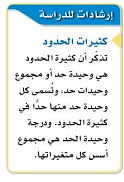 إرشادات للدراسة
كثيرات الحدود
تذكّر أن كثيرة الحدود
هي وحيدة حد أو مجموع
وحيدات حد، وتُسمى كل
وحيدة حد منها حدًّا في
كثيرة الحدود. ودرجة
وحيدة الحد هي مجموع
أسس كل متغيراتها.